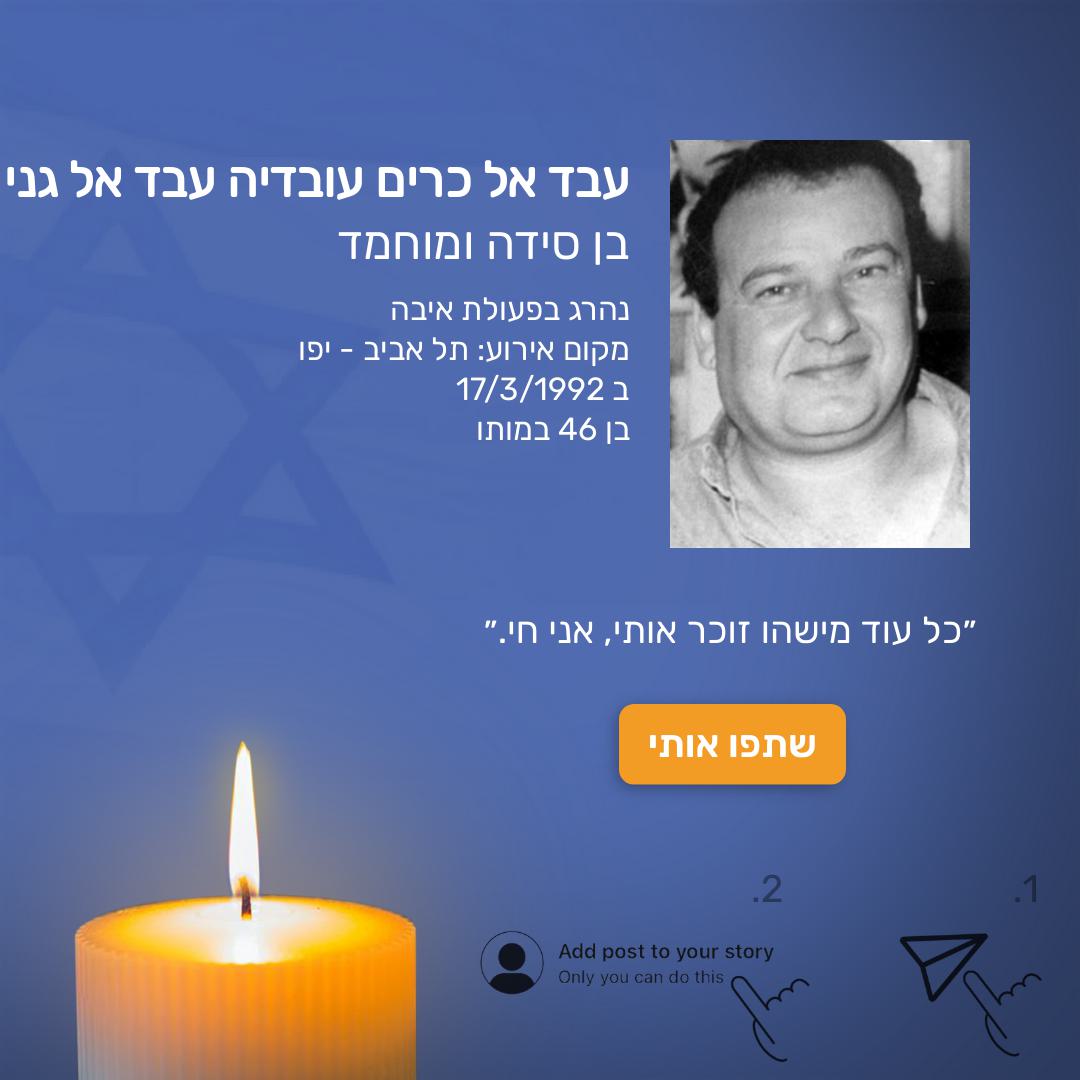 עבד אל כרים עובדיה עבד אל גני
בן סידה ומוחמד
נהרג בפעולת איבה
מקום אירוע: תל אביב - יפו
ב 17/3/1992
בן 46 במותו
״כל עוד מישהו זוכר אותי, אני חי.״
שתפו אותי
1.
2.
Add post to your story
Only you can do this